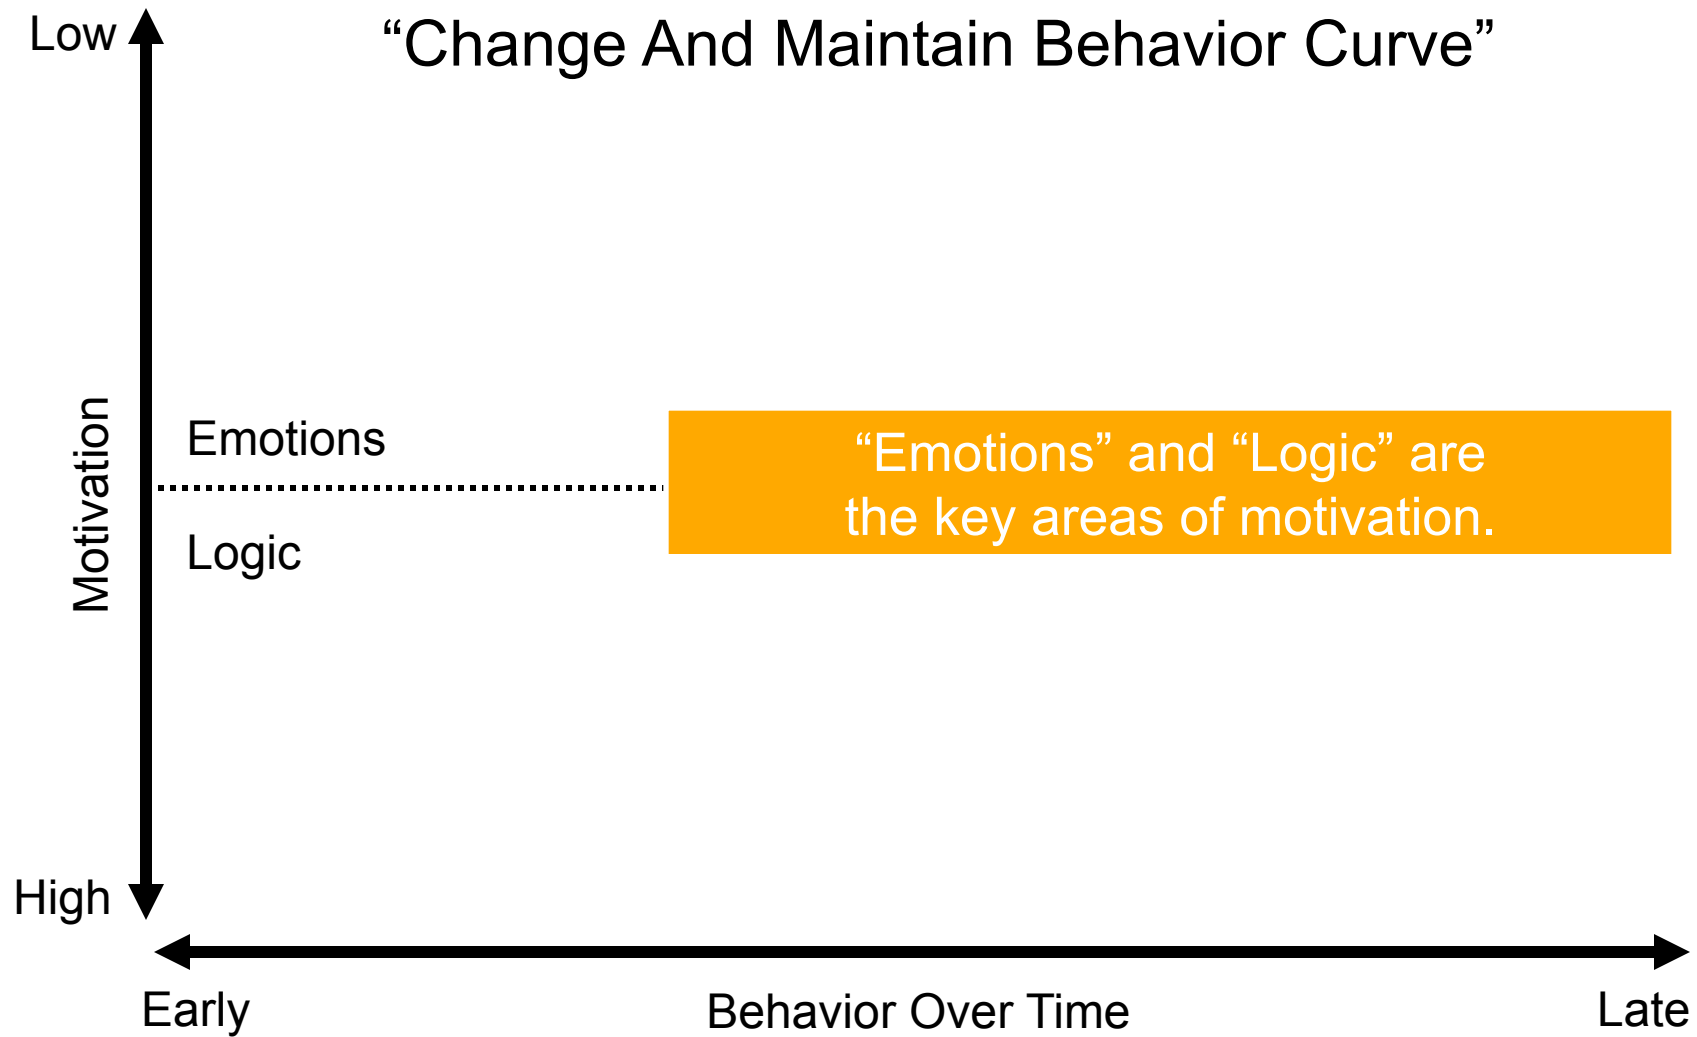 Low
“Change And Maintain Behavior Curve”
Motivation
Emotions
Logic
“Emotions” and “Logic” are
the key areas of motivation.
High
Early
Behavior Over Time
Late